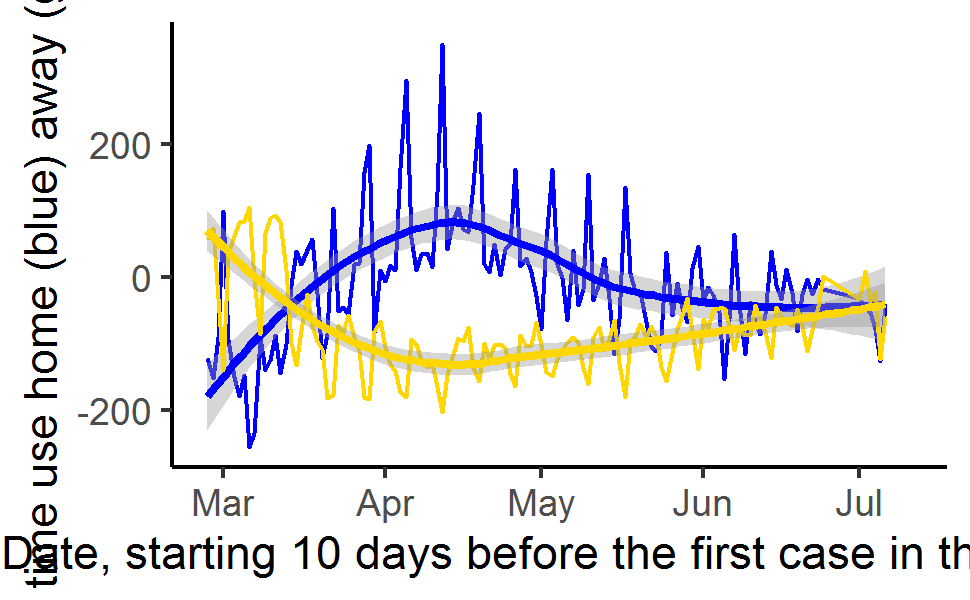 time use home (blue) away (
200
0
-200
Mar Apr May Jun Jul
Date, starting 10 days before the first case in th